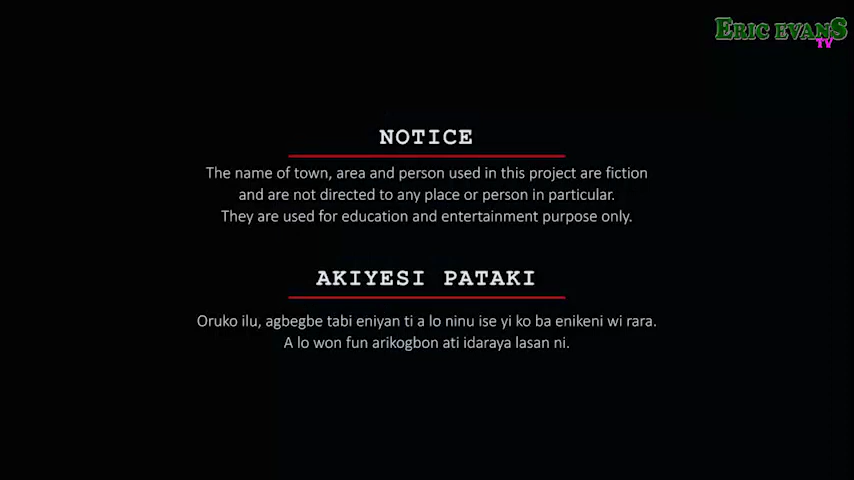 ERIC EVANS
TV
NOTICE
The name of town, area and person used in this project are fiction
and are not directed to any place or person in particular.
They are used for education and entertainment purpose only.
AKIYESI PATAKI
Oruko ilu, agbegbe tabi eniyan ti a lo ninu ise yi ko ba enikeni wi rara.
A lo won fun arikogbon ati idaraya lasan ni.